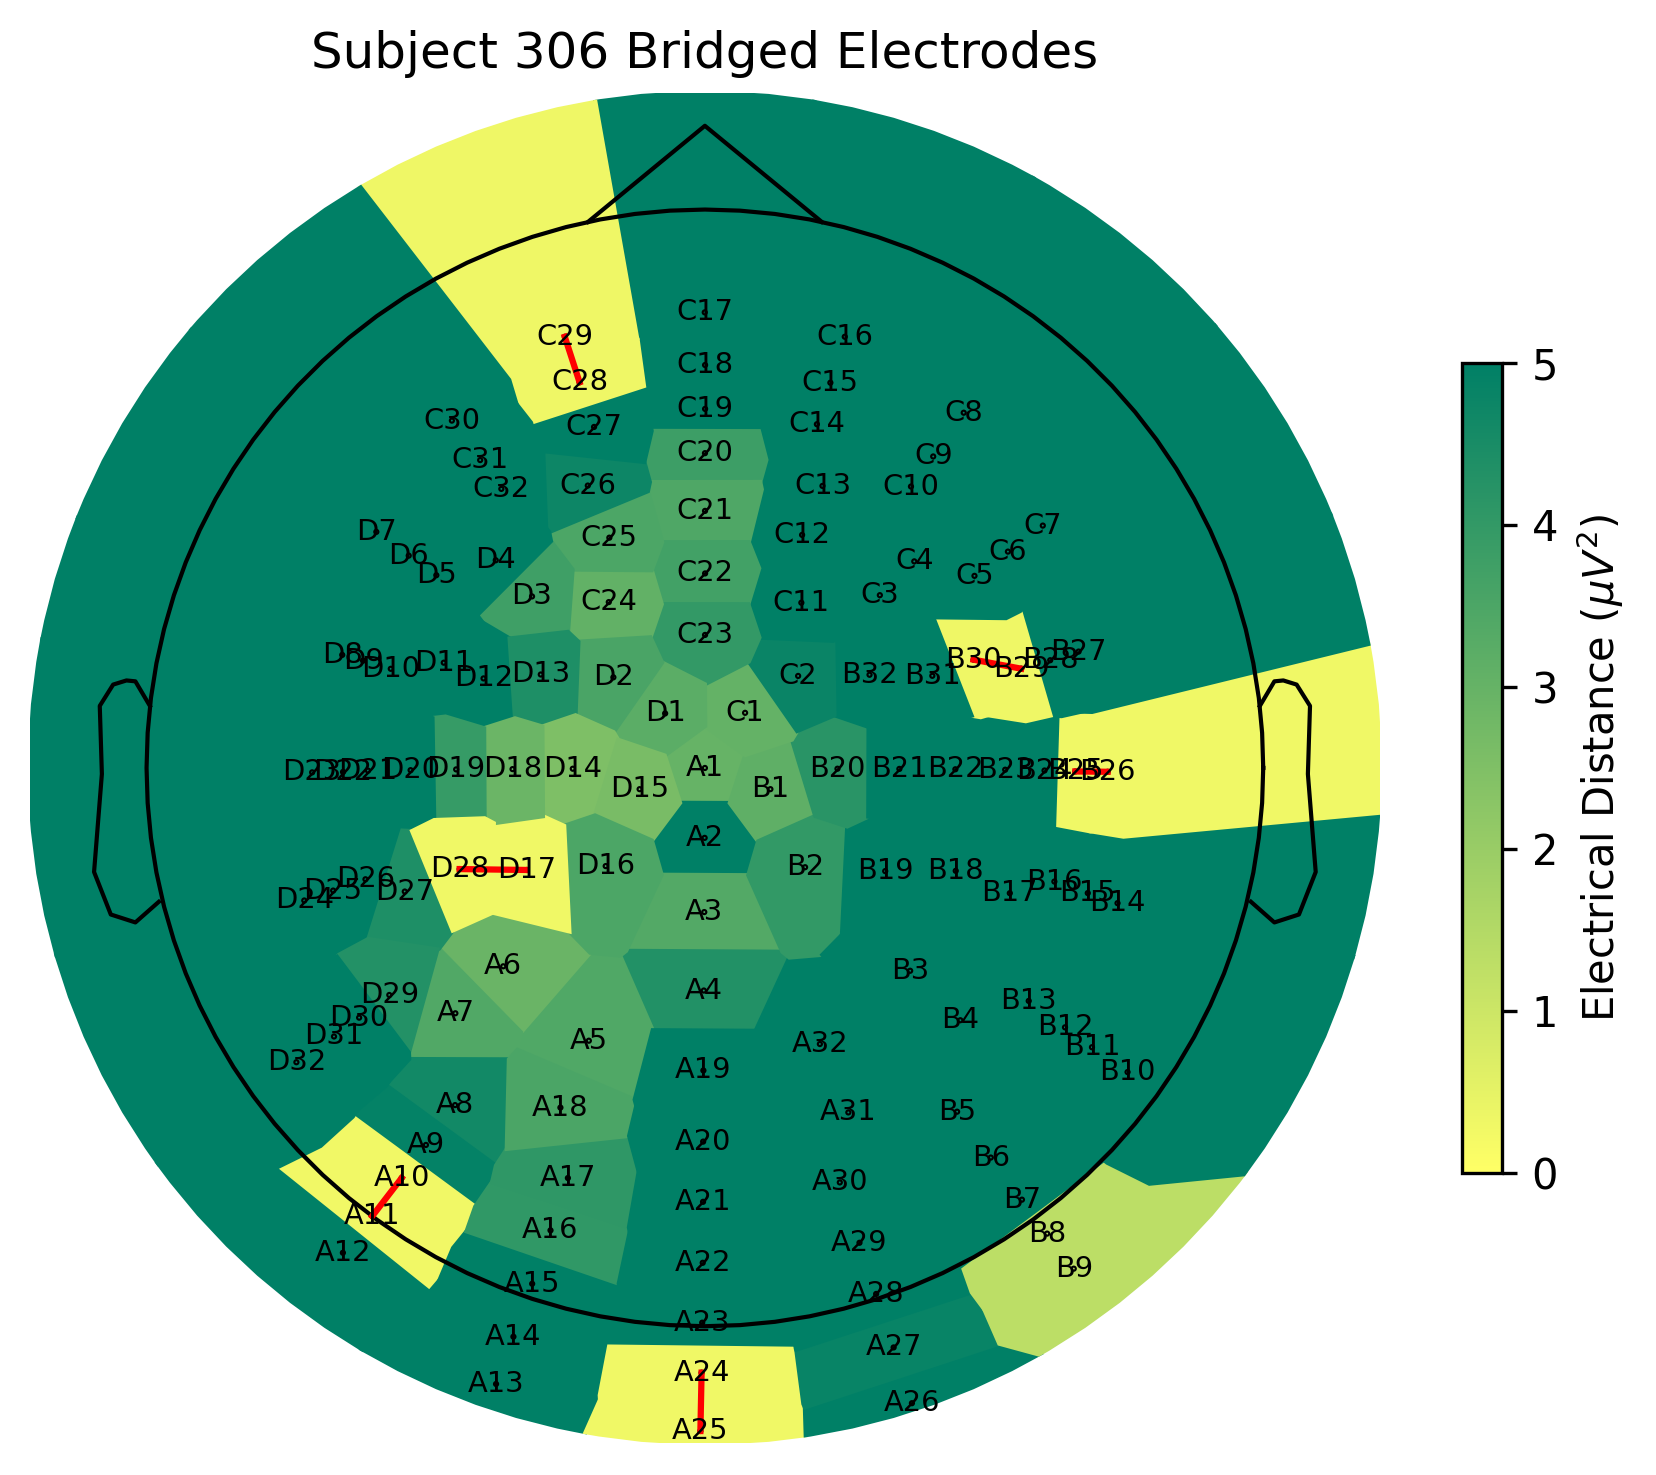 Subject 306 Bridged Electrodes
C17
C29 C16
C18
C28 C15
C19 C8
C30 C27 C14
C20 C9
C31
C32 C26 C13 C10
C21
D7 C25 C12 C7
D6 D4 C6
D5 C22 C4 C5
D3 C24 C11 C3
C23
D8 D9 D10 D11 B30 B29 B28 B27
D12 D13 D2 C2 B32 B31
D1 C1
D23 D22 D21 D20 D19 D18 D14 A1 B20 B21 B22 B23 B24 B25 B26
D15 B1
A2
D28 D17 D16 B2 B19 B18
D24 D25 D26 D27 B17 B16 B15 B14
A3
A6 B3
D29 A7 A4 B13
D30 B4
D31 A5 A32 B12
B11
D32 A19 B10
A8 A18 A31 B5
A9 A20
A10 A17 A30 B6
A11 A16 A21 B7
A12 A29 B8
A22 B9
A15 A28
A14 A23 A27
A13 A24 A26
A25
5
4
3
2
1
0
Electrical Distance (μV²)